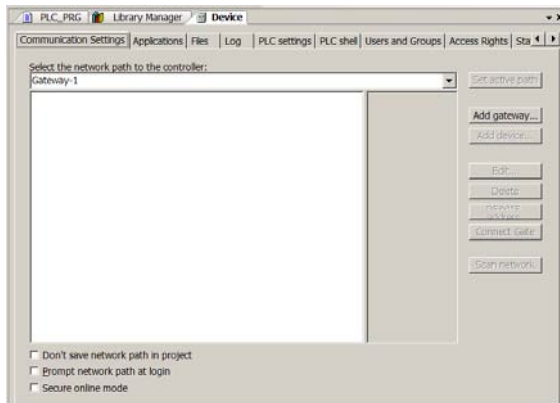 PLC_PRG Library Manager Device
Communication Settings Applications Files Log PLC settings PLC shell Users and Groups Access Rights Sta
Select the network path to the controller:
Gateway-1
Set active path
Add gateway...
Add device...
Edit...
Delete
address
Connect Gate
Scan network
Don't save network path in project
Prompt network path at login
Secure online mode